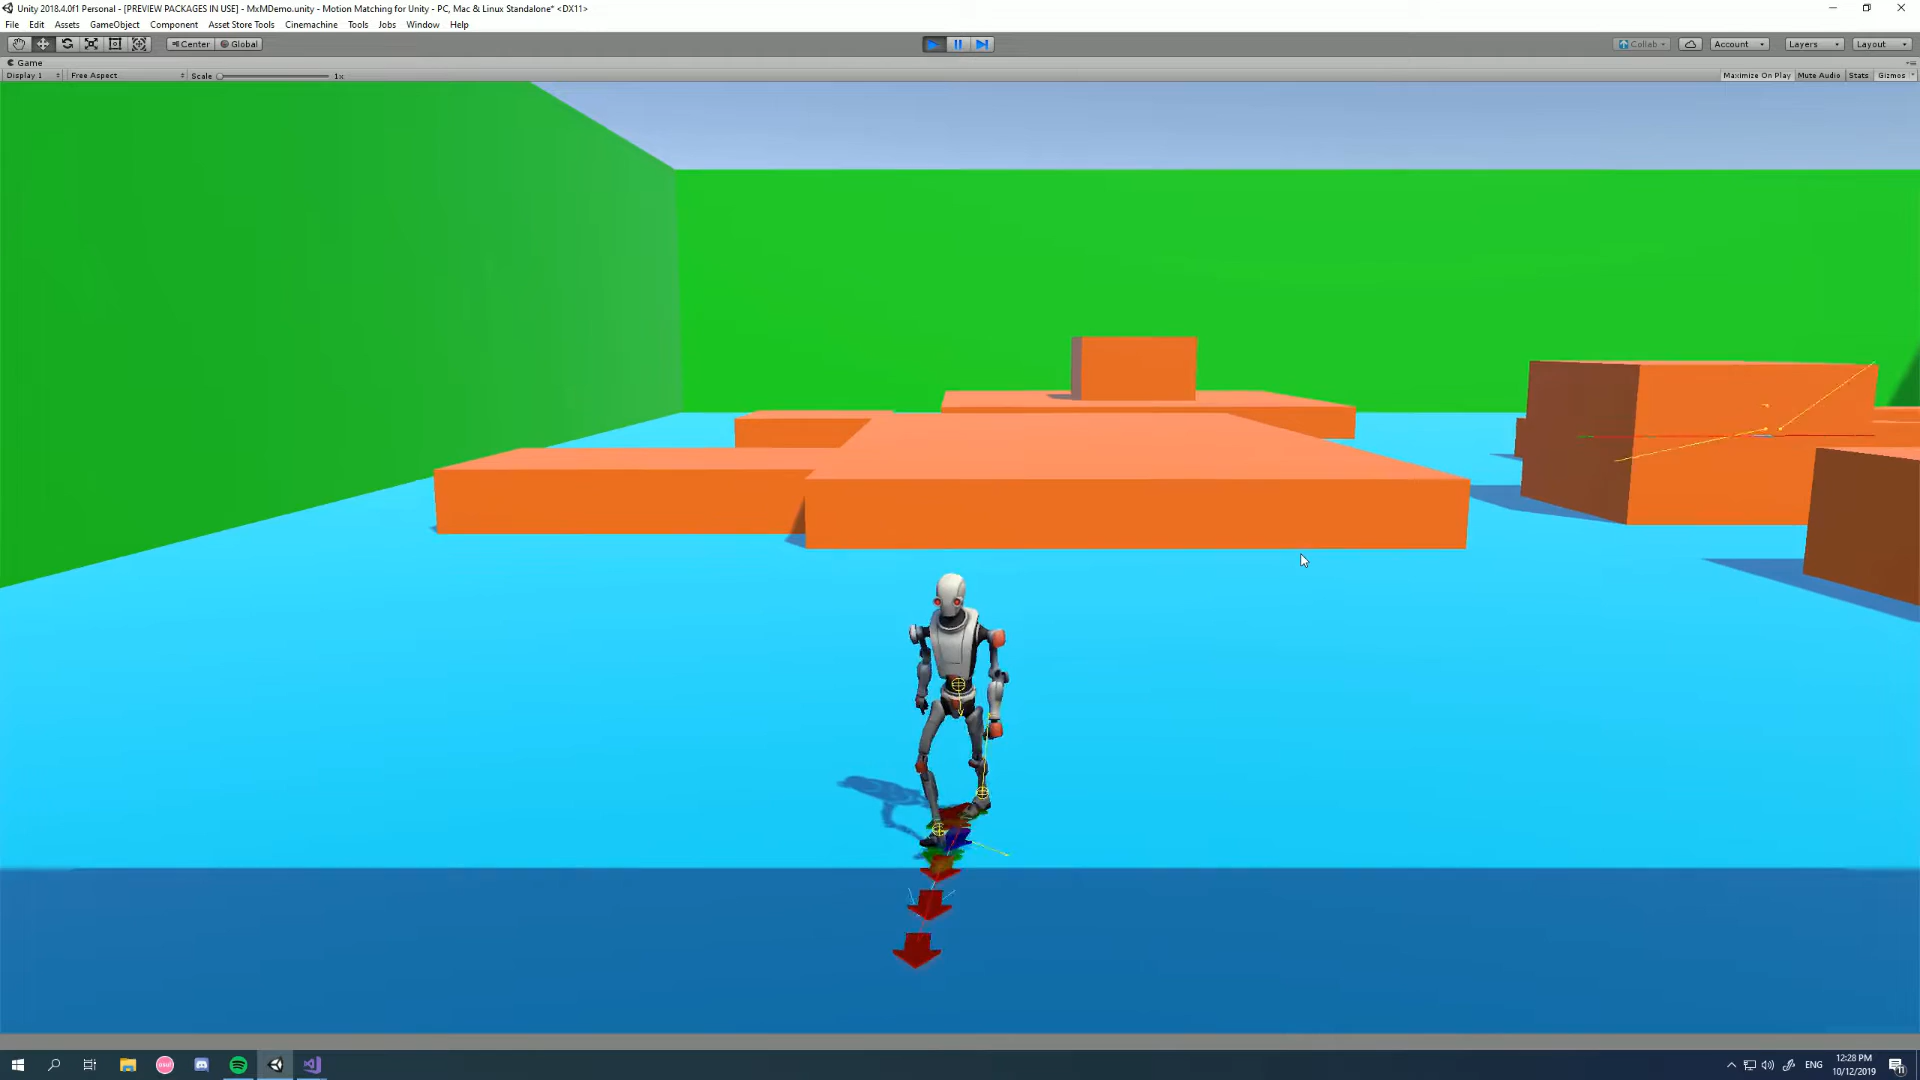 Unity 2018.4.0f1 Personal - [PREVIEW PACKAGES IN USE] - MxMDemo.unity - Motion Matching for Unity - PC, Mac & Linux Standalone* <DX11>
File Edit Assets GameObject Component Asset Store Tools Cinemachine Tools Jobs Window Help
Center Global Collab Account Layers Layout
Game
Display 1 Free Aspect Scale 1x Maximize On Play Mute Audio Stats Gizmos
ENG
12:28 PM
10/12/2019